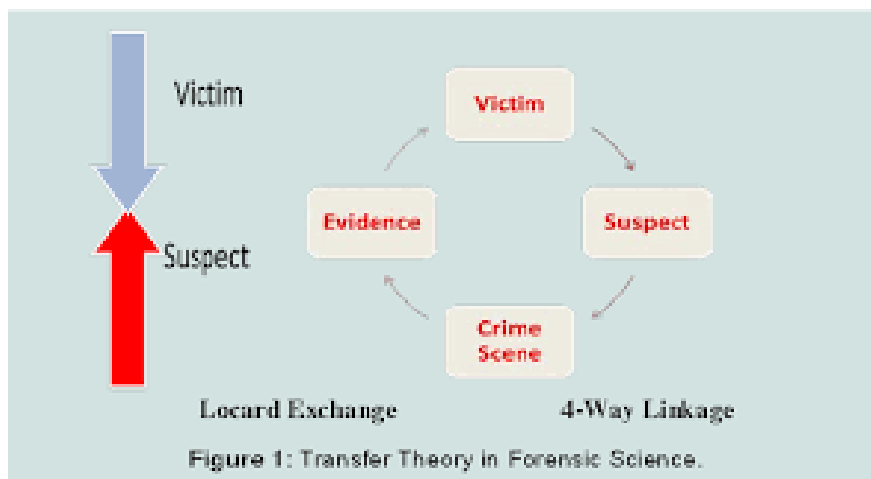 Victim
Suspect
Victim
Evidence
Suspect
Crime
Scene
Locard Exchange
4-Way Linkage
Figure 1: Transfer Theory in Forensic Science.